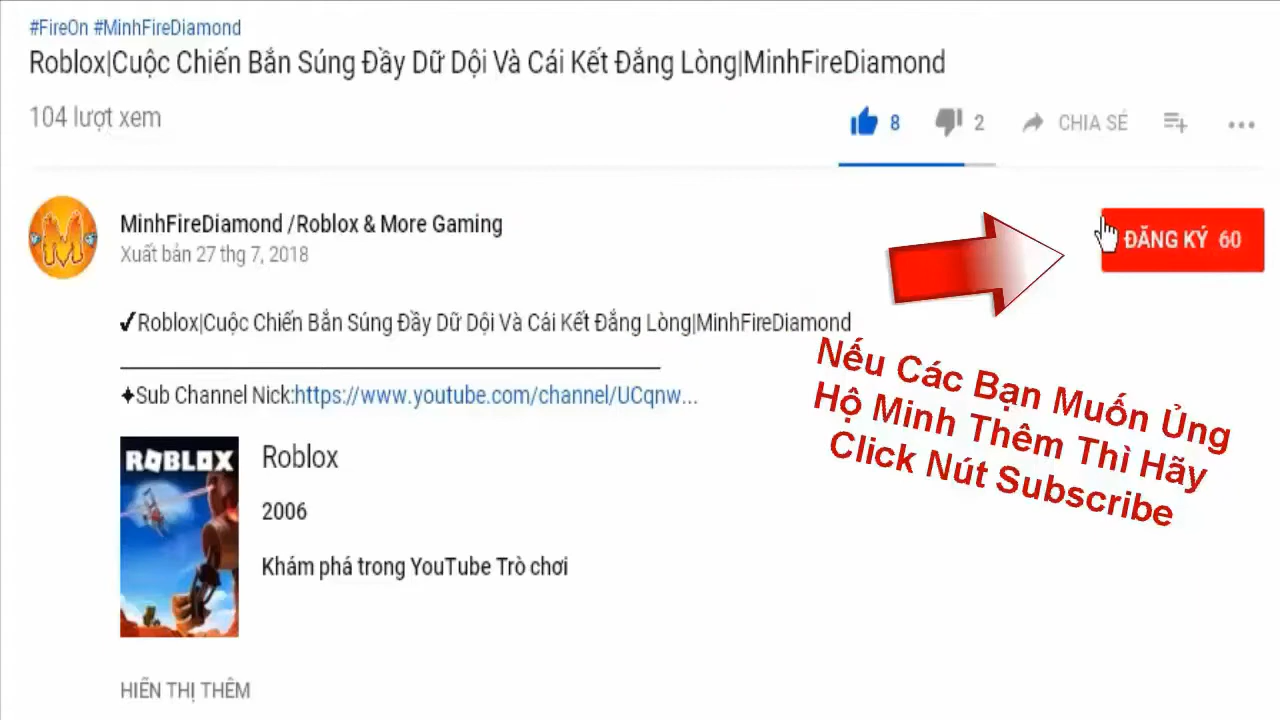 #FireOn #MinhFireDiamond
Roblox|Cuộc Chiến Bắn Súng Đầy Dữ Dội Và Cái Kết Đắng Lòng|MinhFireDiamond
104 lượt xem
8 2 CHIA SẺ
MinhFireDiamond /Roblox & More Gaming
Xuất bản 27 thg 7, 2018
ĐĂNG KÝ 60
✓Roblox|Cuộc Chiến Bắn Súng Đầy Dữ Dội Và Cái Kết Đắng Lòng|MinhFireDiamond
✦Sub Channel Nick:https://www.youtube.com/channel/UCqnw...
Nếu Các Bạn Muốn Ủng
Hộ Minh Thêm Thì Hãy
Click Nút Subscribe
ROBLOX
Roblox
2006
Khám phá trong YouTube Trò chơi
HIỂN THỊ THÊM